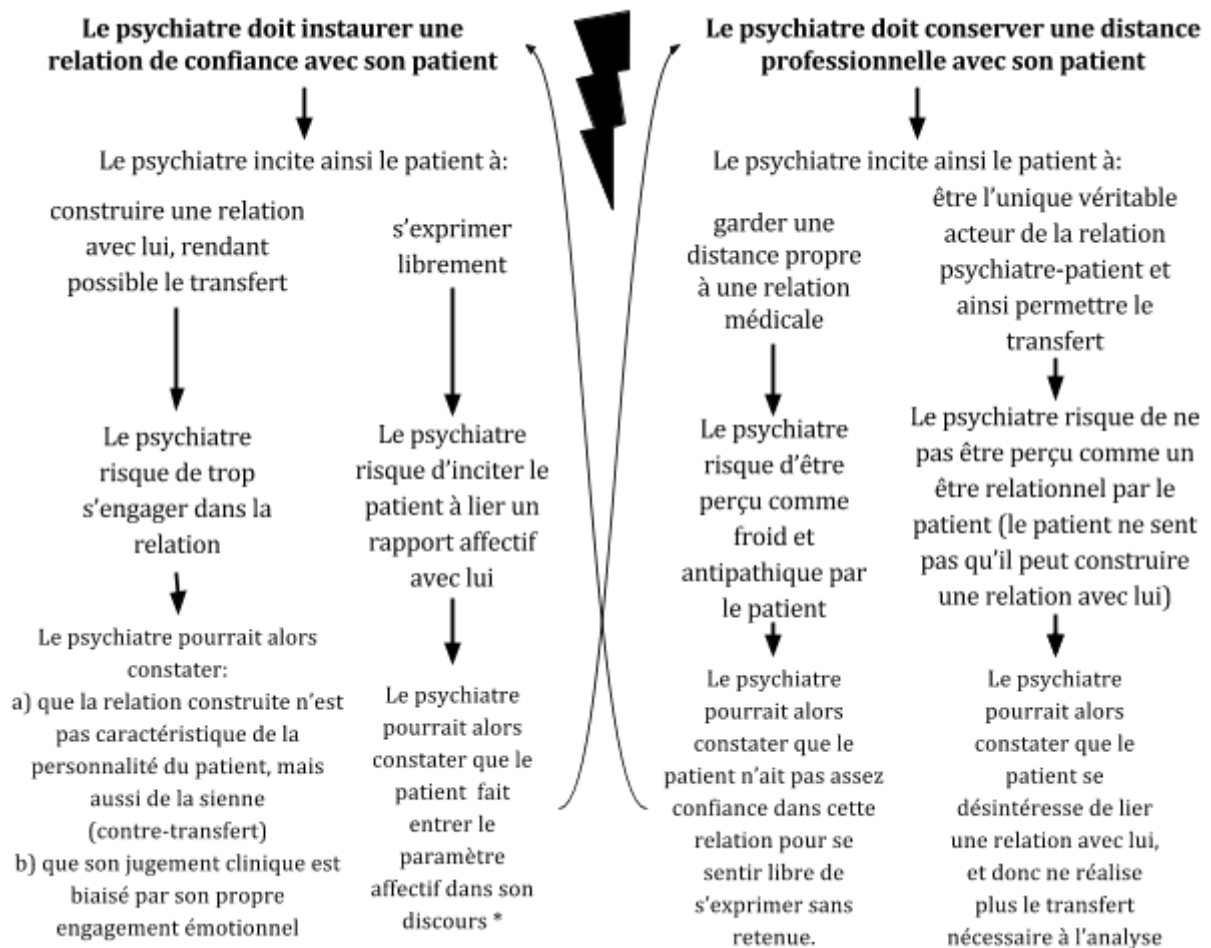 Le psychiatre doit instaurer une
relation de confiance avec son patient
Le psychiatre incite ainsi le patient à:
construire une relation
avec lui, rendant
possible le transfert
Le psychiatre
risque de trop
s'engager dans la
relation
Le psychiatre pourrait alors
constater:
a) que la relation construite n'est
pas caractéristique de la
personnalité du patient, mais
aussi de la sienne
(contre-transfert)
b) que son jugement clinique est
biaisé par son propre
engagement émotionnel
s'exprimer
librement
Le psychiatre
risque d'inciter le
patient à lier un
rapport affectif
avec lui
Le psychiatre
pourrait alors
constater que le
patient fait
entrer le
paramètre
affectif dans son
discours *
Le psychiatre doit conserver une distance
professionnelle avec son patient
Le psychiatre incite ainsi le patient à:
garder une
distance propre
à une relation
médicale
Le psychiatre
risque d'être
perçu comme
froid et
antipathique par
le patient
Le psychiatre
pourrait alors
constater que le
patient n'ait pas assez
confiance dans cette
relation pour se
sentir libre de
s'exprimer sans
retenue.
être l'unique véritable
acteur de la relation
psychiatre-patient et
ainsi permettre le
transfert
Le psychiatre risque de ne
pas être perçu comme un
être relationnel par le
patient (le patient ne sent
pas qu'il peut construire
une relation avec lui)
Le psychiatre
pourrait alors
constater que le
patient se
désintéresse de lier
une relation avec lui,
et donc ne réalise
plus le transfert
nécessaire à l'analyse